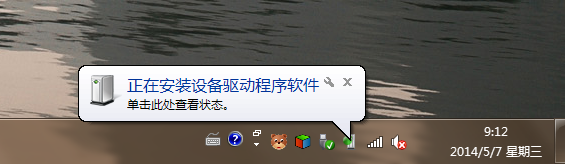 正在安装设备驱动程序软件
单击此处查看状态。
9:12
2014/5/7 星期三